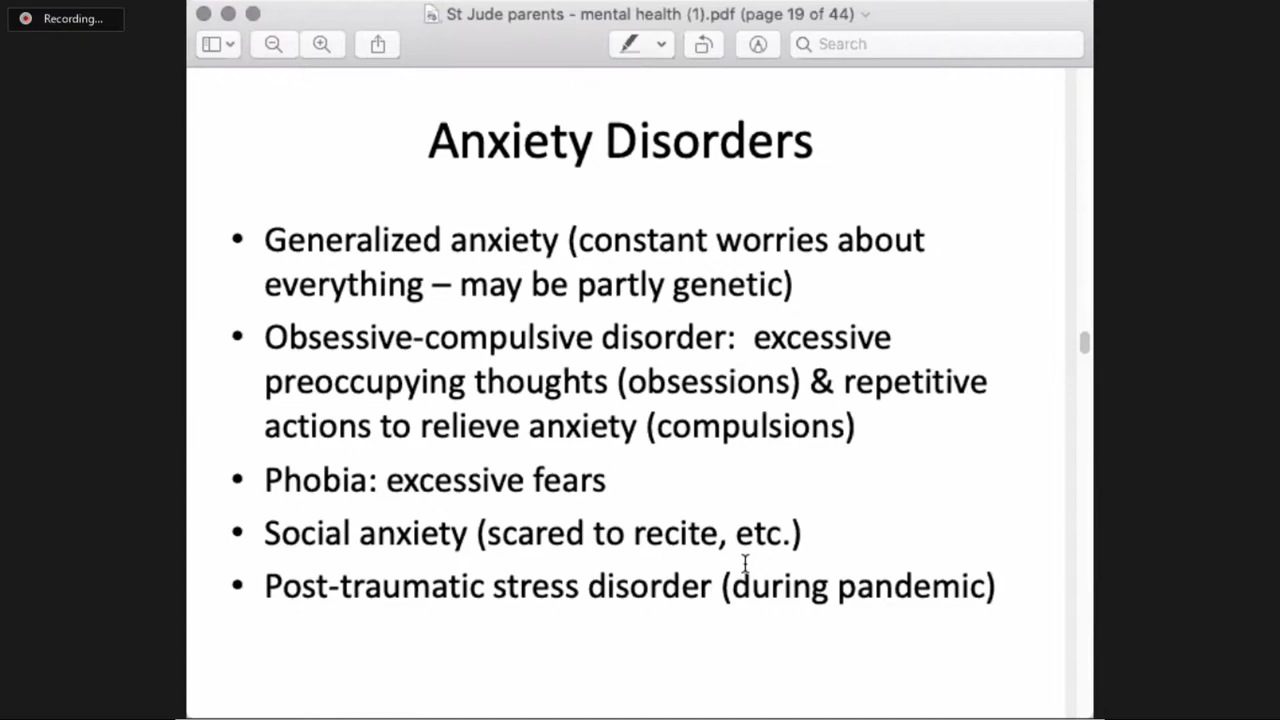 Recording...
St Jude parents - mental health (1).pdf (page 19 of 44)
Search
Anxiety Disorders
• Generalized anxiety (constant worries about
everything – may be partly genetic)
• Obsessive-compulsive disorder:  excessive
preoccupying thoughts (obsessions) & repetitive
actions to relieve anxiety (compulsions)
• Phobia: excessive fears
• Social anxiety (scared to recite, etc.)
• Post-traumatic stress disorder (during pandemic)